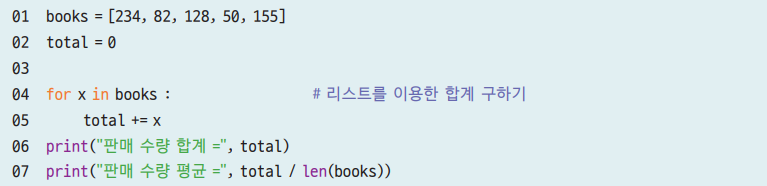 01 books = [234, 82, 128, 50, 155]
02 total = 0
03
04 for x in books : # 리스트를 이용한 합계 구하기
05 total += x
06 print("판매 수량 합계 =", total)
07 print("판매 수량 평균 =", total / len(books))